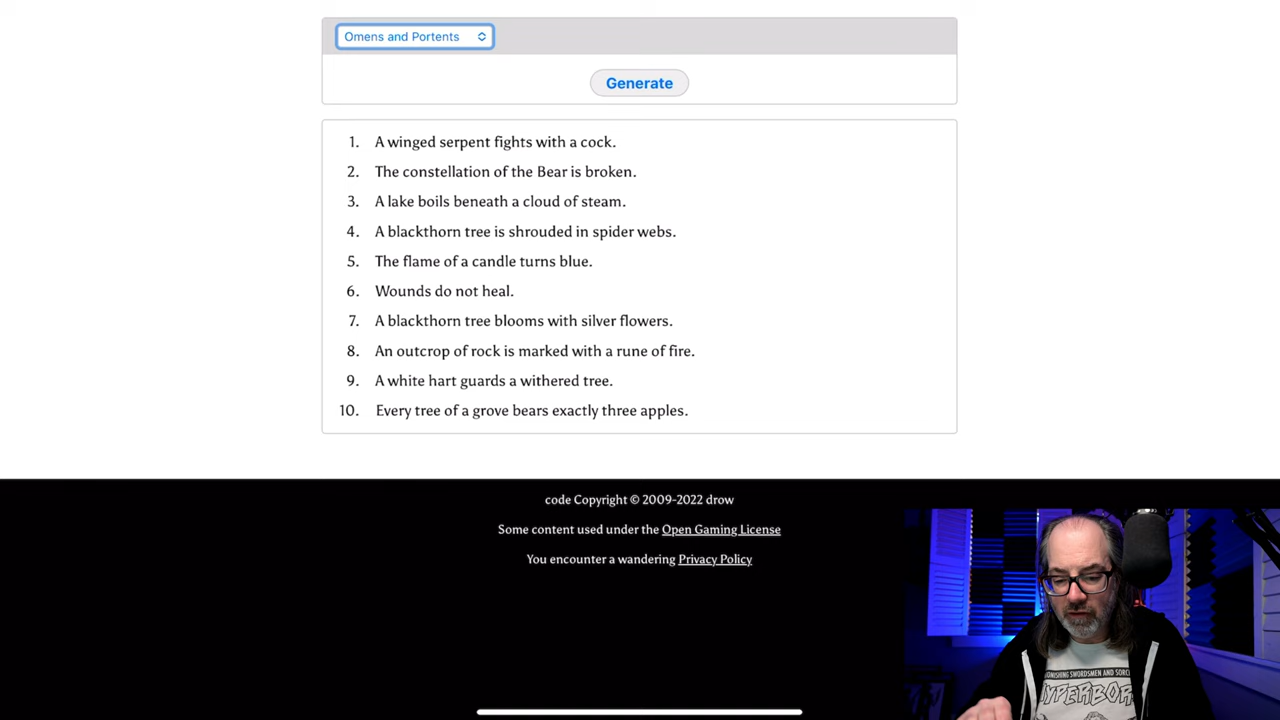 Omens and Portents
Generate
1. A winged serpent fights with a cock.
2. The constellation of the Bear is broken.
3. A lake boils beneath a cloud of steam.
4. A blackthorn tree is shrouded in spider webs.
5. The flame of a candle turns blue.
6. Wounds do not heal.
7. A blackthorn tree blooms with silver flowers.
8. An outcrop of rock is marked with a rune of fire.
9. A white hart guards a withered tree.
10. Every tree of a grove bears exactly three apples.
code Copyright © 2009-2022 drow
Some content used under the Open Gaming License
You encounter a wandering Privacy Policy
SWORDSMEN AND